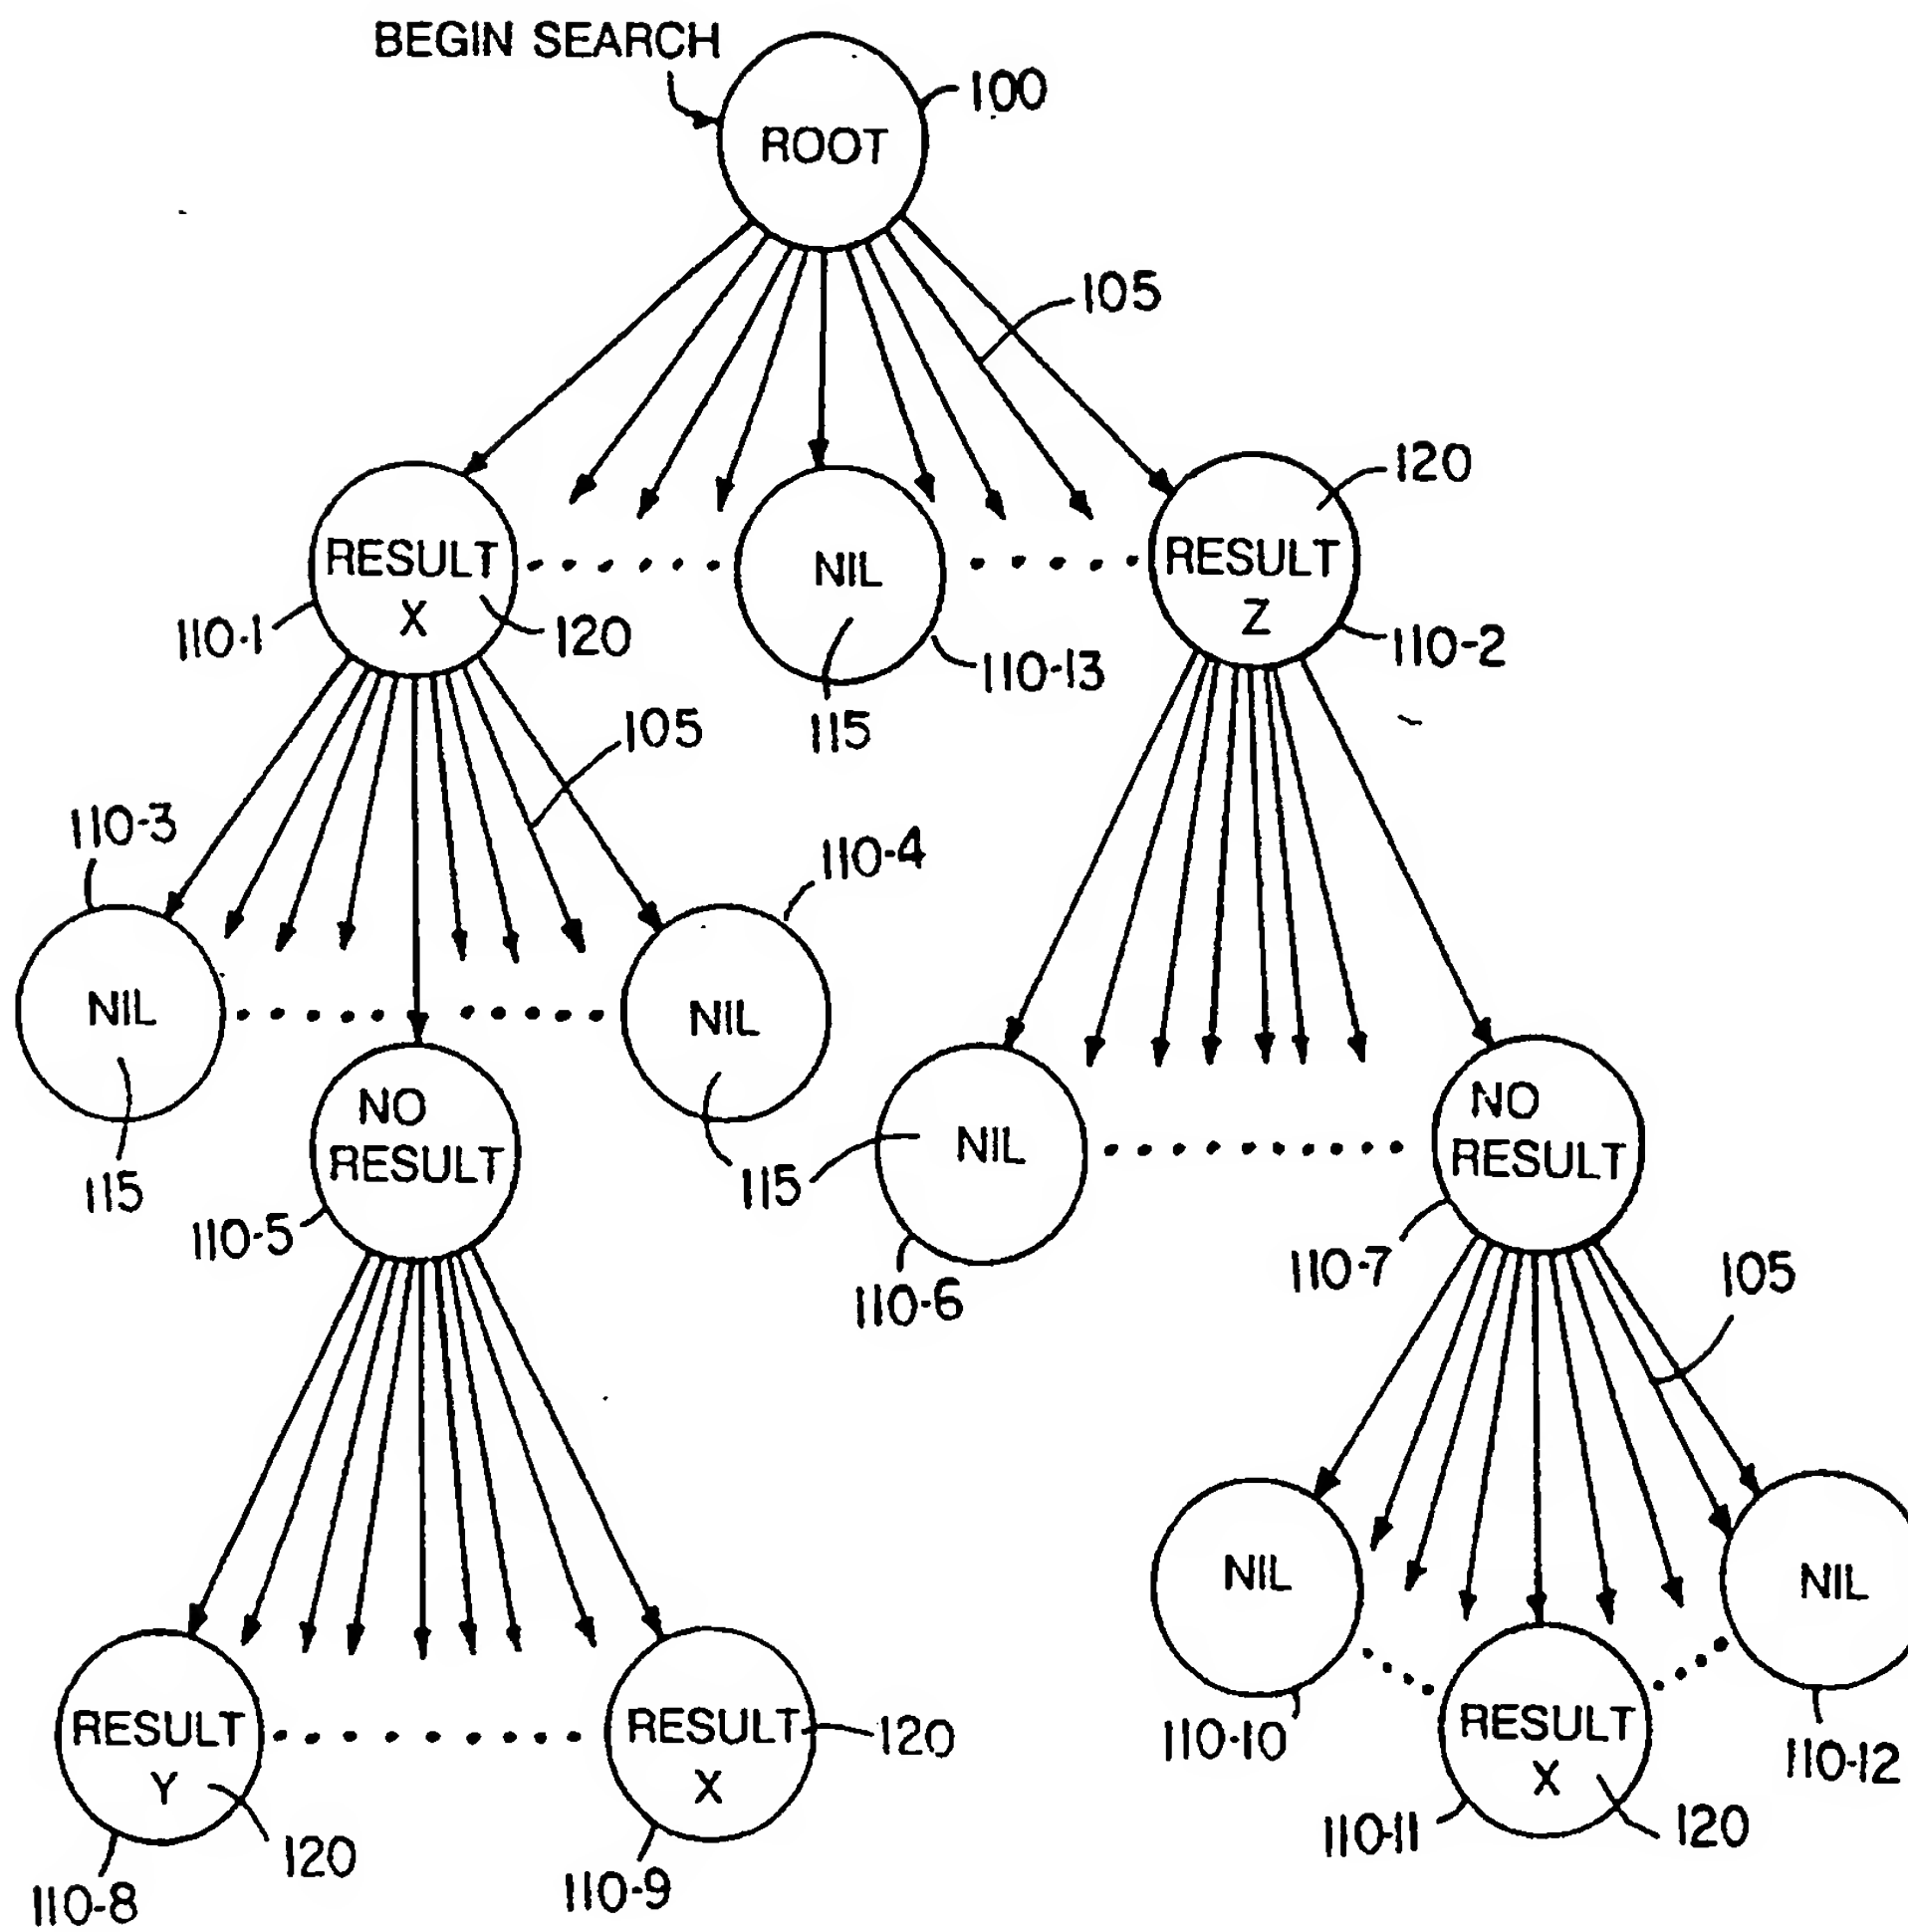 BEGIN SEARCH
100
ROOT
105
120
RESULT
X
NIL
RESULT
Z
110-1
120
110-13
110-2
115
105
110-3
110-4
NIL
NIL
NO
RESULT
NIL
NO
RESULT
115
115
110-5
110-6
110-7
105
NIL
NIL
RESULT
Y
RESULT
X
120
RESULT
X
110-10
110-12
120
110-11
120
110-8
110-9